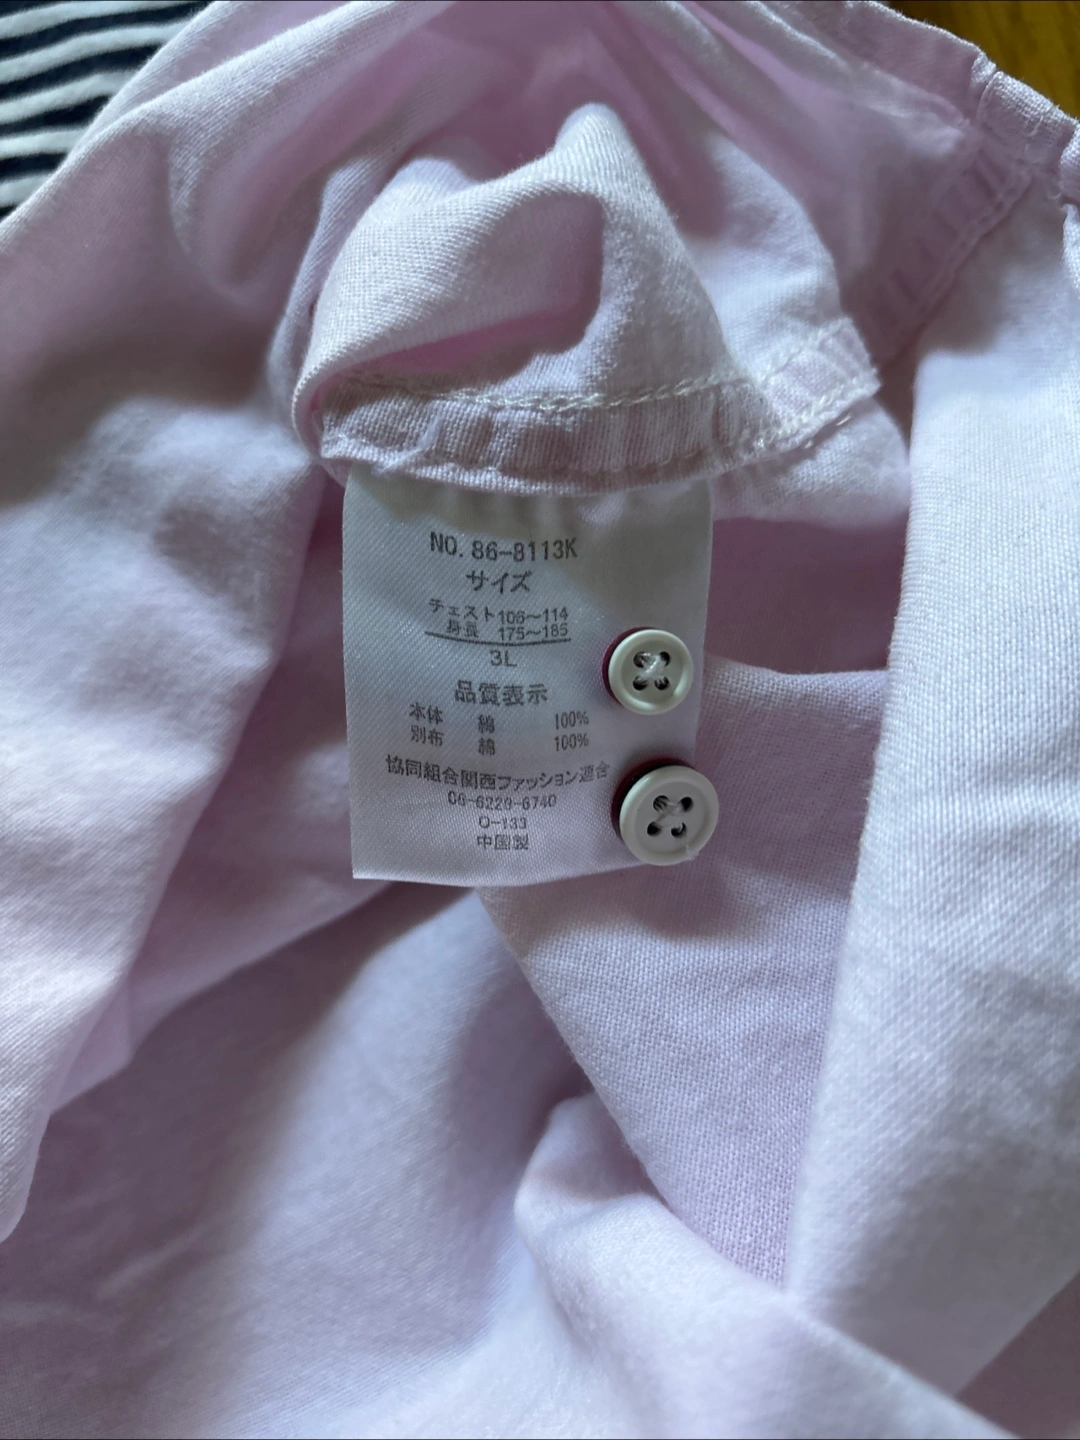 NO. 86-8113K
サイズ
チェスト106~114
身長 175~185
3L
品質表示
本体 綿 100%
別布 綿 100%
協同組合関西ファッション連合
06-6229-6740
O-133
中国製